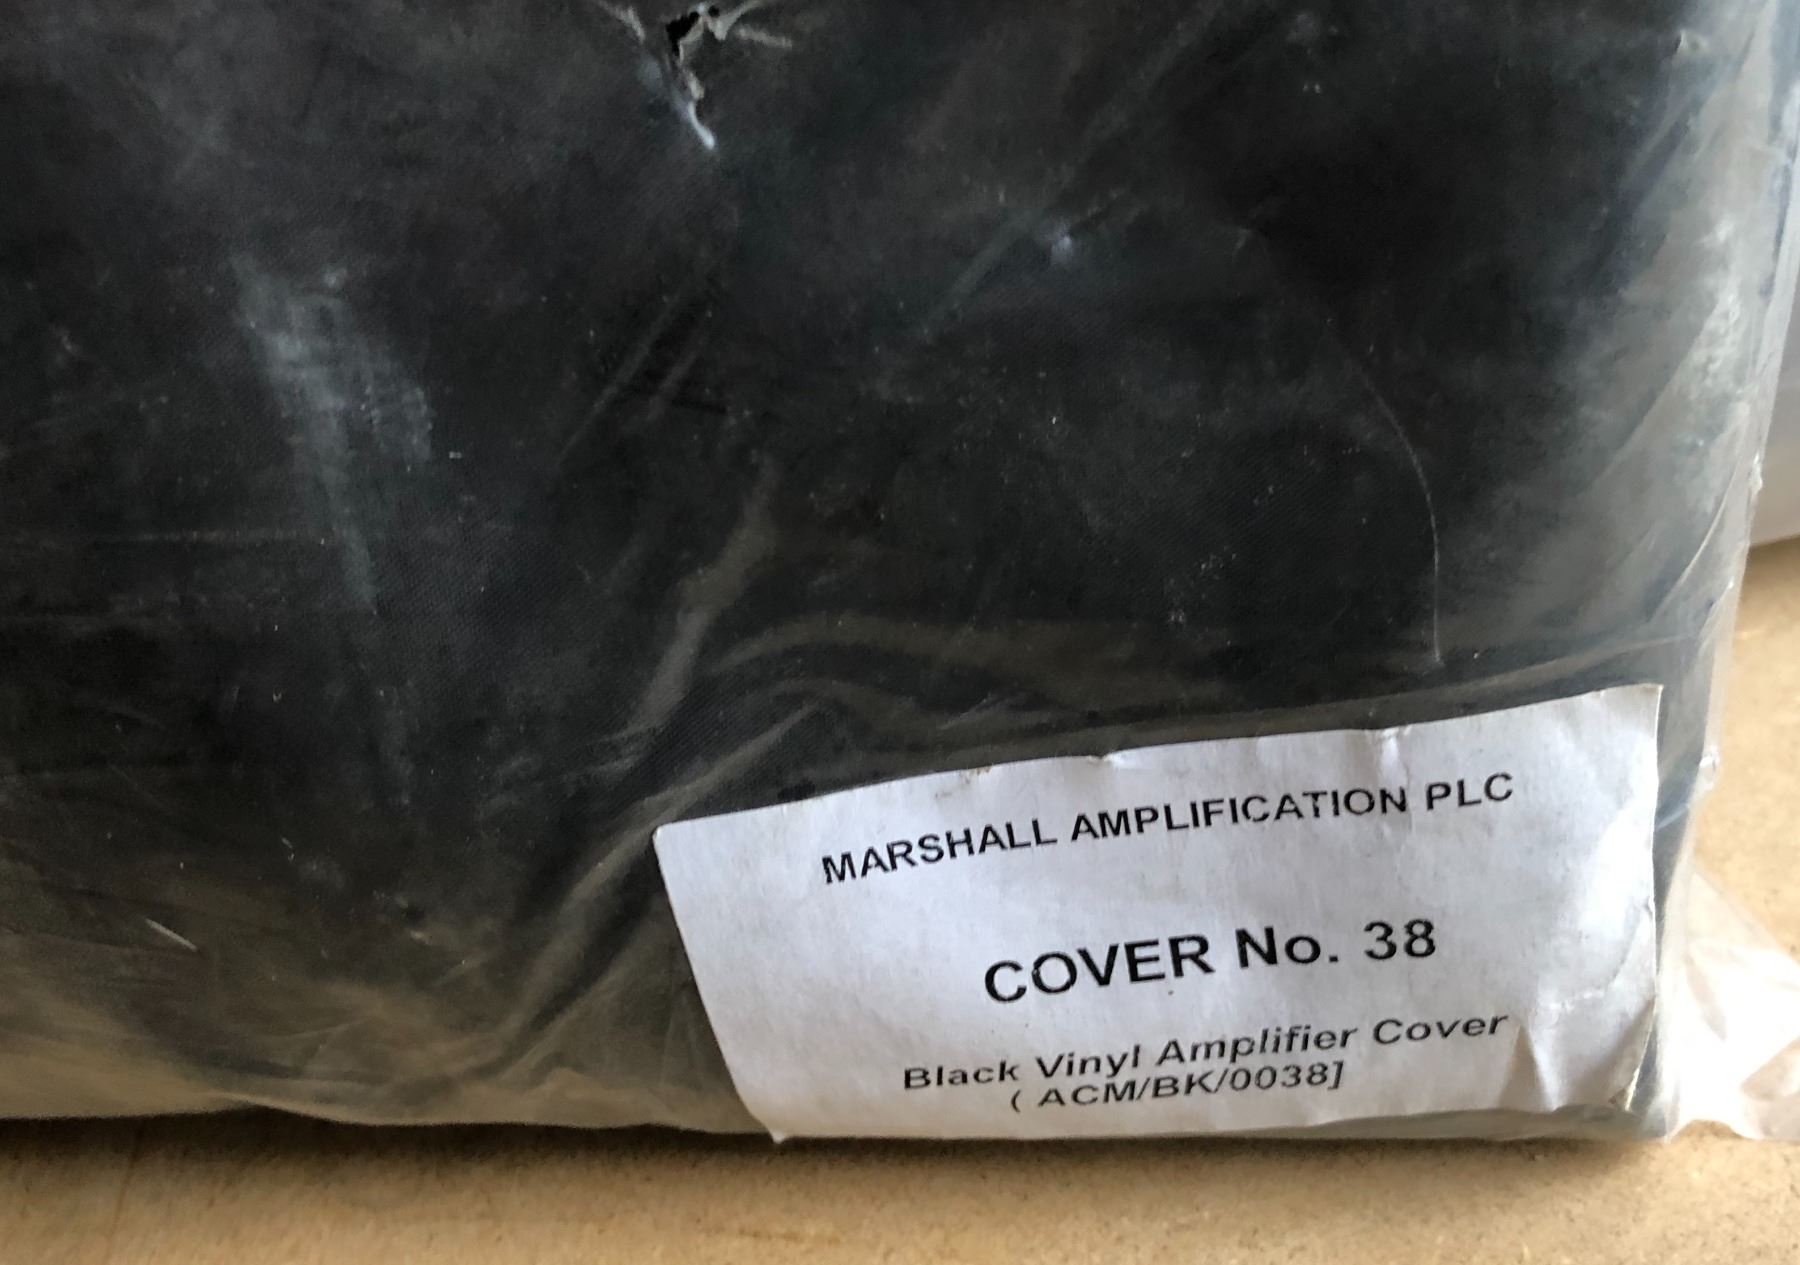 MARSHALL AMPLIFICATION PLC
COVER No. 38
Black Vinyl Amplifier Cover
( ACM/BK/0038]